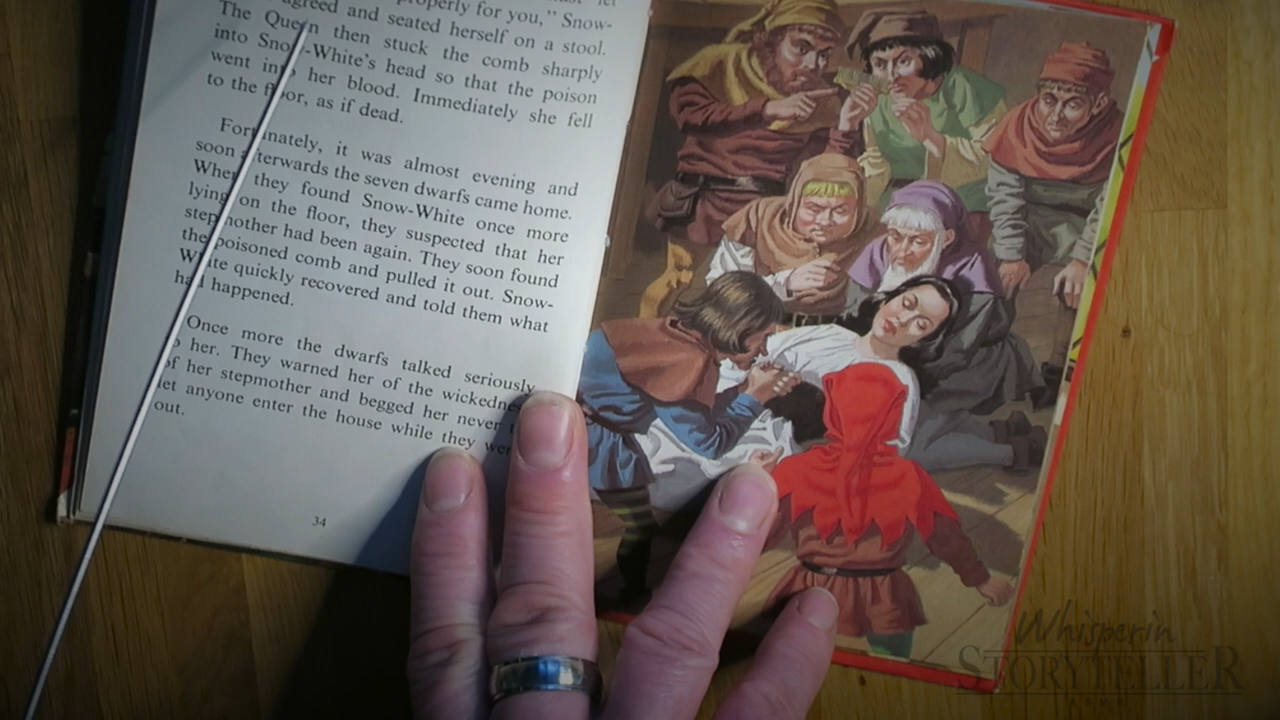 properly for you," Snow-
agreed and seated herself on a stool.
The Queen then stuck the comb sharply
into Snow-White's head so that the poison
went into her blood. Immediately she fell
to the floor, as if dead.
Fortunately, it was almost evening and
soon afterwards the seven dwarfs came home.
When they found Snow-White once more
lying on the floor, they suspected that her
stepmother had been again. They soon found
the poisoned comb and pulled it out. Snow-
White quickly recovered and told them what
had happened.
Once more the dwarfs talked seriously
to her. They warned her of the wickedness
of her stepmother and begged her never
let anyone enter the house while they were
out.
34
Whisperin
STORYTELLER
ASMR